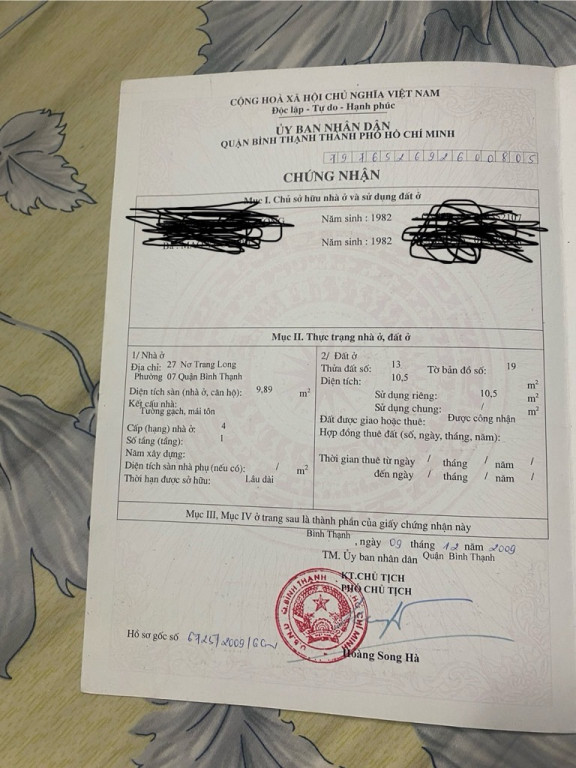 CỘNG HOÀ XÃ HỘI CHỦ NGHĨA VIỆT NAM
Độc lập - Tự do - Hạnh phúc
ỦY BAN NHÂN DÂN
QUẬN BÌNH THẠNH THÀNH PHỐ HỒ CHÍ MINH
CHỨNG NHẬN
Mục I. Chủ sở hữu nhà ở và sử dụng đất ở
Năm sinh : 1982
Năm sinh : 1982
Mục II. Thực trạng nhà ở, đất ở
1/ Nhà ở
Địa chỉ: 27 Nơ Trang Long
Phường 07 Quận Bình Thạnh
Diện tích sàn (nhà ở, căn hộ): 9,89 m²
Kết cấu nhà:
Tường gạch, mái tôn
Cấp (hạng) nhà ở: 4
Số tầng (tầng): 1
Năm xây dựng:
Diện tích sàn nhà phụ (nếu có): / m²
Thời hạn được sở hữu: Lâu dài
2/ Đất ở
Thửa đất số: 13 Tờ bản đồ số: 19
Diện tích: 10,5 m²
Sử dụng riêng: 10,5 m²
Sử dụng chung: / m²
Đất được giao hoặc thuê: Được công nhận
Hợp đồng thuê đất (số, ngày, tháng, năm):
Thời gian thuê từ ngày / tháng / năm /
đến ngày / tháng / năm /
Mục III, Mục IV ở trang sau là thành phần của giấy chứng nhận này
Bình Thạnh , ngày 09 tháng 12 năm 2009
TM. Ủy ban nhân dân Quận Bình Thạnh
KT.CHỦ TỊCH
PHÓ CHỦ TỊCH
Hồ sơ gốc số 6725/2009/
Hoàng Song Hà